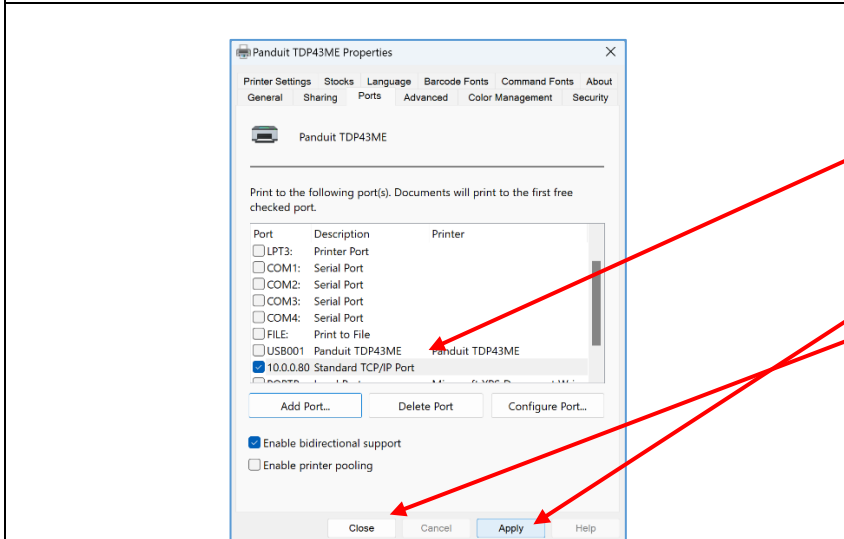 Panduit TDP43ME Properties
Printer Settings Stocks Language Barcode Fonts Command Fonts About
General Sharing Ports Advanced Color Management Security
Panduit TDP43ME
Print to the following port(s). Documents will print to the first free
checked port.
Port Description Printer
LPT3: Printer Port
COM1: Serial Port
COM2: Serial Port
COM3: Serial Port
COM4: Serial Port
FILE: Print to File
USB001 Panduit TDP43ME Panduit TDP43ME
10.0.0.80 Standard TCP/IP Port
Add Port... Delete Port Configure Port...
Enable bidirectional support
Enable printer pooling
Close Cancel Apply Help